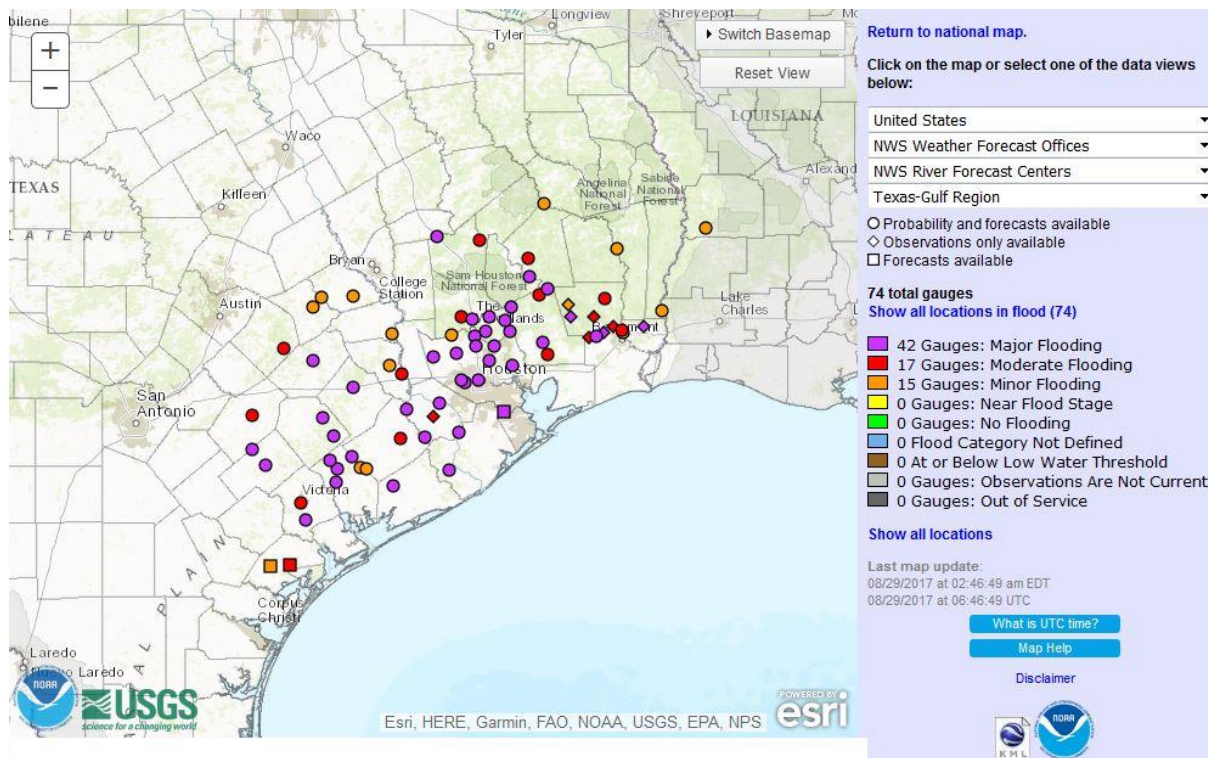 bilene
Longview
Shreveport
Tyler
Waco
LOUISIANA
TEXAS
Killeen
Angelina
National
Forest
Sabine
National
Forest
Alexand
L A T E A U
Bryan
College
Station
Sam Houston
National Forest
Austin
The
Lake
Charles
Houston
San
Antonio
Victoria
A L P L A I N
Corpus
Christi
Laredo
Nuevo Laredo
+
−
Switch Basemap
Reset View
NOAA
USGS
science for a changing world
Esri, HERE, Garmin, FAO, NOAA, USGS, EPA, NPS
POWERED BY
esri
Return to national map.
Click on the map or select one of the data views
below:
United States
NWS Weather Forecast Offices
NWS River Forecast Centers
Texas-Gulf Region
Probability and forecasts available
Observations only available
Forecasts available
74 total gauges
Show all locations in flood (74)
42 Gauges: Major Flooding
17 Gauges: Moderate Flooding
15 Gauges: Minor Flooding
0 Gauges: Near Flood Stage
0 Gauges: No Flooding
0 Flood Category Not Defined
0 At or Below Low Water Threshold
0 Gauges: Observations Are Not Current
0 Gauges: Out of Service
Show all locations
Last map update:
08/29/2017 at 02:46:49 am EDT
08/29/2017 at 06:46:49 UTC
What is UTC time?
Map Help
Disclaimer
KML
NOAA